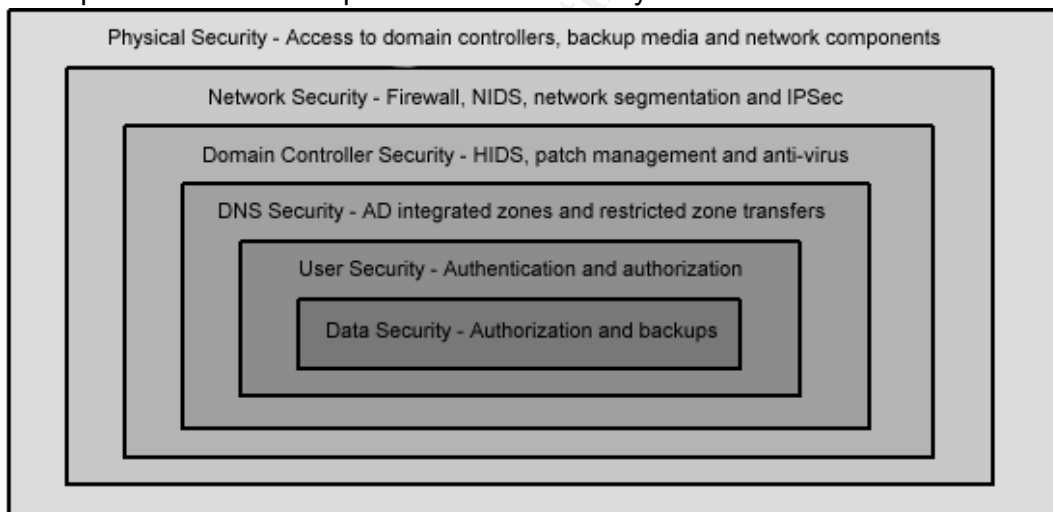 Physical Security - Access to domain controllers, backup media and network components
Network Security - Firewall, NIDS, network segmentation and IPSec
Domain Controller Security - HIDS, patch management and anti-virus
DNS Security - AD integrated zones and restricted zone transfers
User Security - Authentication and authorization
Data Security - Authorization and backups